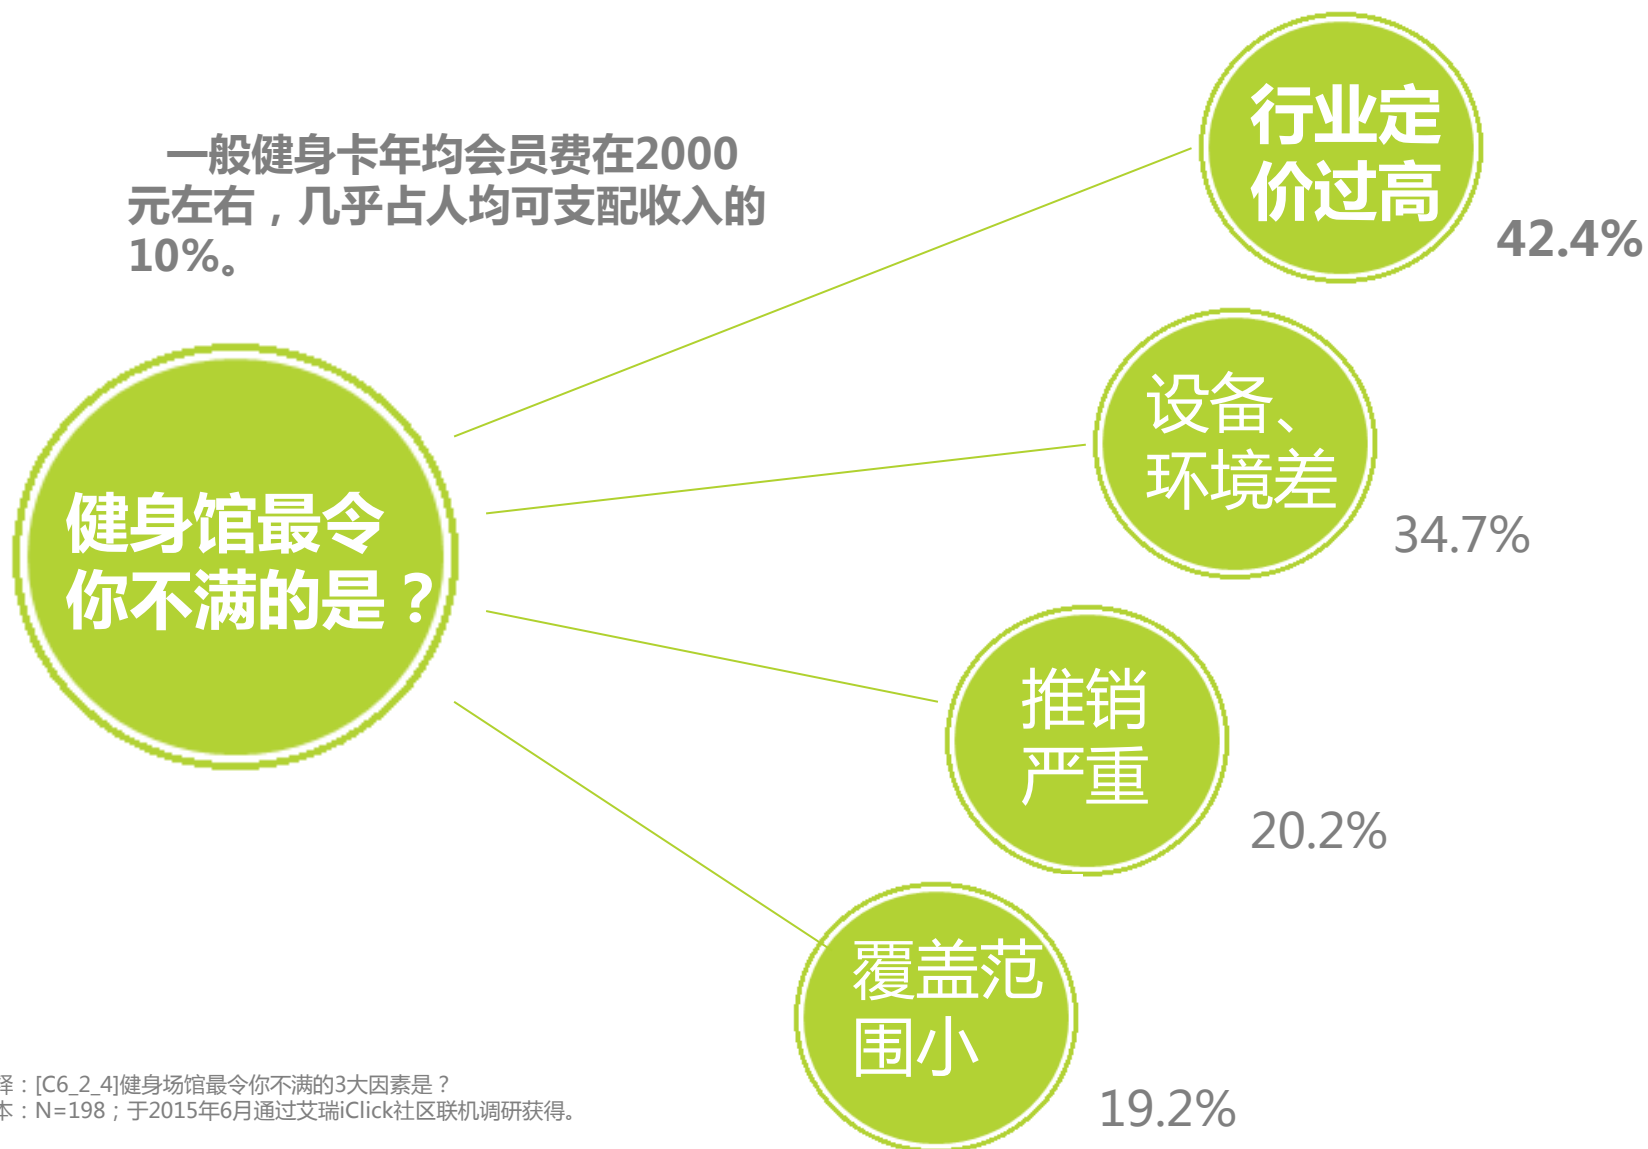 一般健身卡年均会员费在2000
元左右，几乎占人均可支配收入的
10%。
行业定
价过高
42.4%
设备、
环境差
34.7%
健身馆最令
你不满的是？
推销
严重
20.2%
覆盖范
围小
19.2%
释：[C6_2_4]健身场馆最令你不满的3大因素是？
本：N=198；于2015年6月通过艾瑞iClick社区联机调研获得。